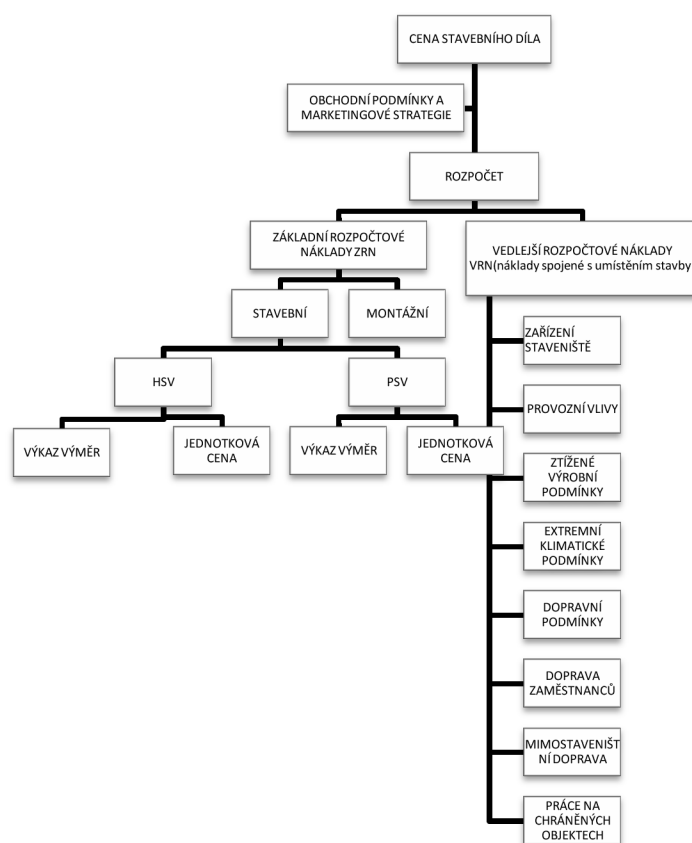 CENA STAVEBNÍHO DÍLA
OBCHODNÍ PODMÍNKY A
MARKETINGOVÉ STRATEGIE
ROZPOČET
ZÁKLADNÍ ROZPOČTOVÉ
NÁKLADY ZRN
VEDLEJŠÍ ROZPOČTOVÉ NÁKLADY
VRN(náklady spojené s umístěním stavby
STAVEBNÍ
MONTÁŽNÍ
HSV
PSV
VÝKAZ VÝMĚR
JEDNOTKOVÁ
CENA
VÝKAZ VÝMĚR
JEDNOTKOVÁ
CENA
ZAŘÍZENÍ
STAVENIŠTĚ
PROVOZNÍ VLIVY
ZTÍŽENÉ
VÝROBNÍ
PODMÍNKY
EXTREMNÍ
KLIMATICKÉ
PODMÍNKY
DOPRAVNÍ
PODMÍNKY
DOPRAVA
ZAMĚSTNANCŮ
MIMOSTAVENIŠT
NÍ DOPRAVA
PRÁCE NA
CHRÁNĚNÝCH
OBJEKTECH